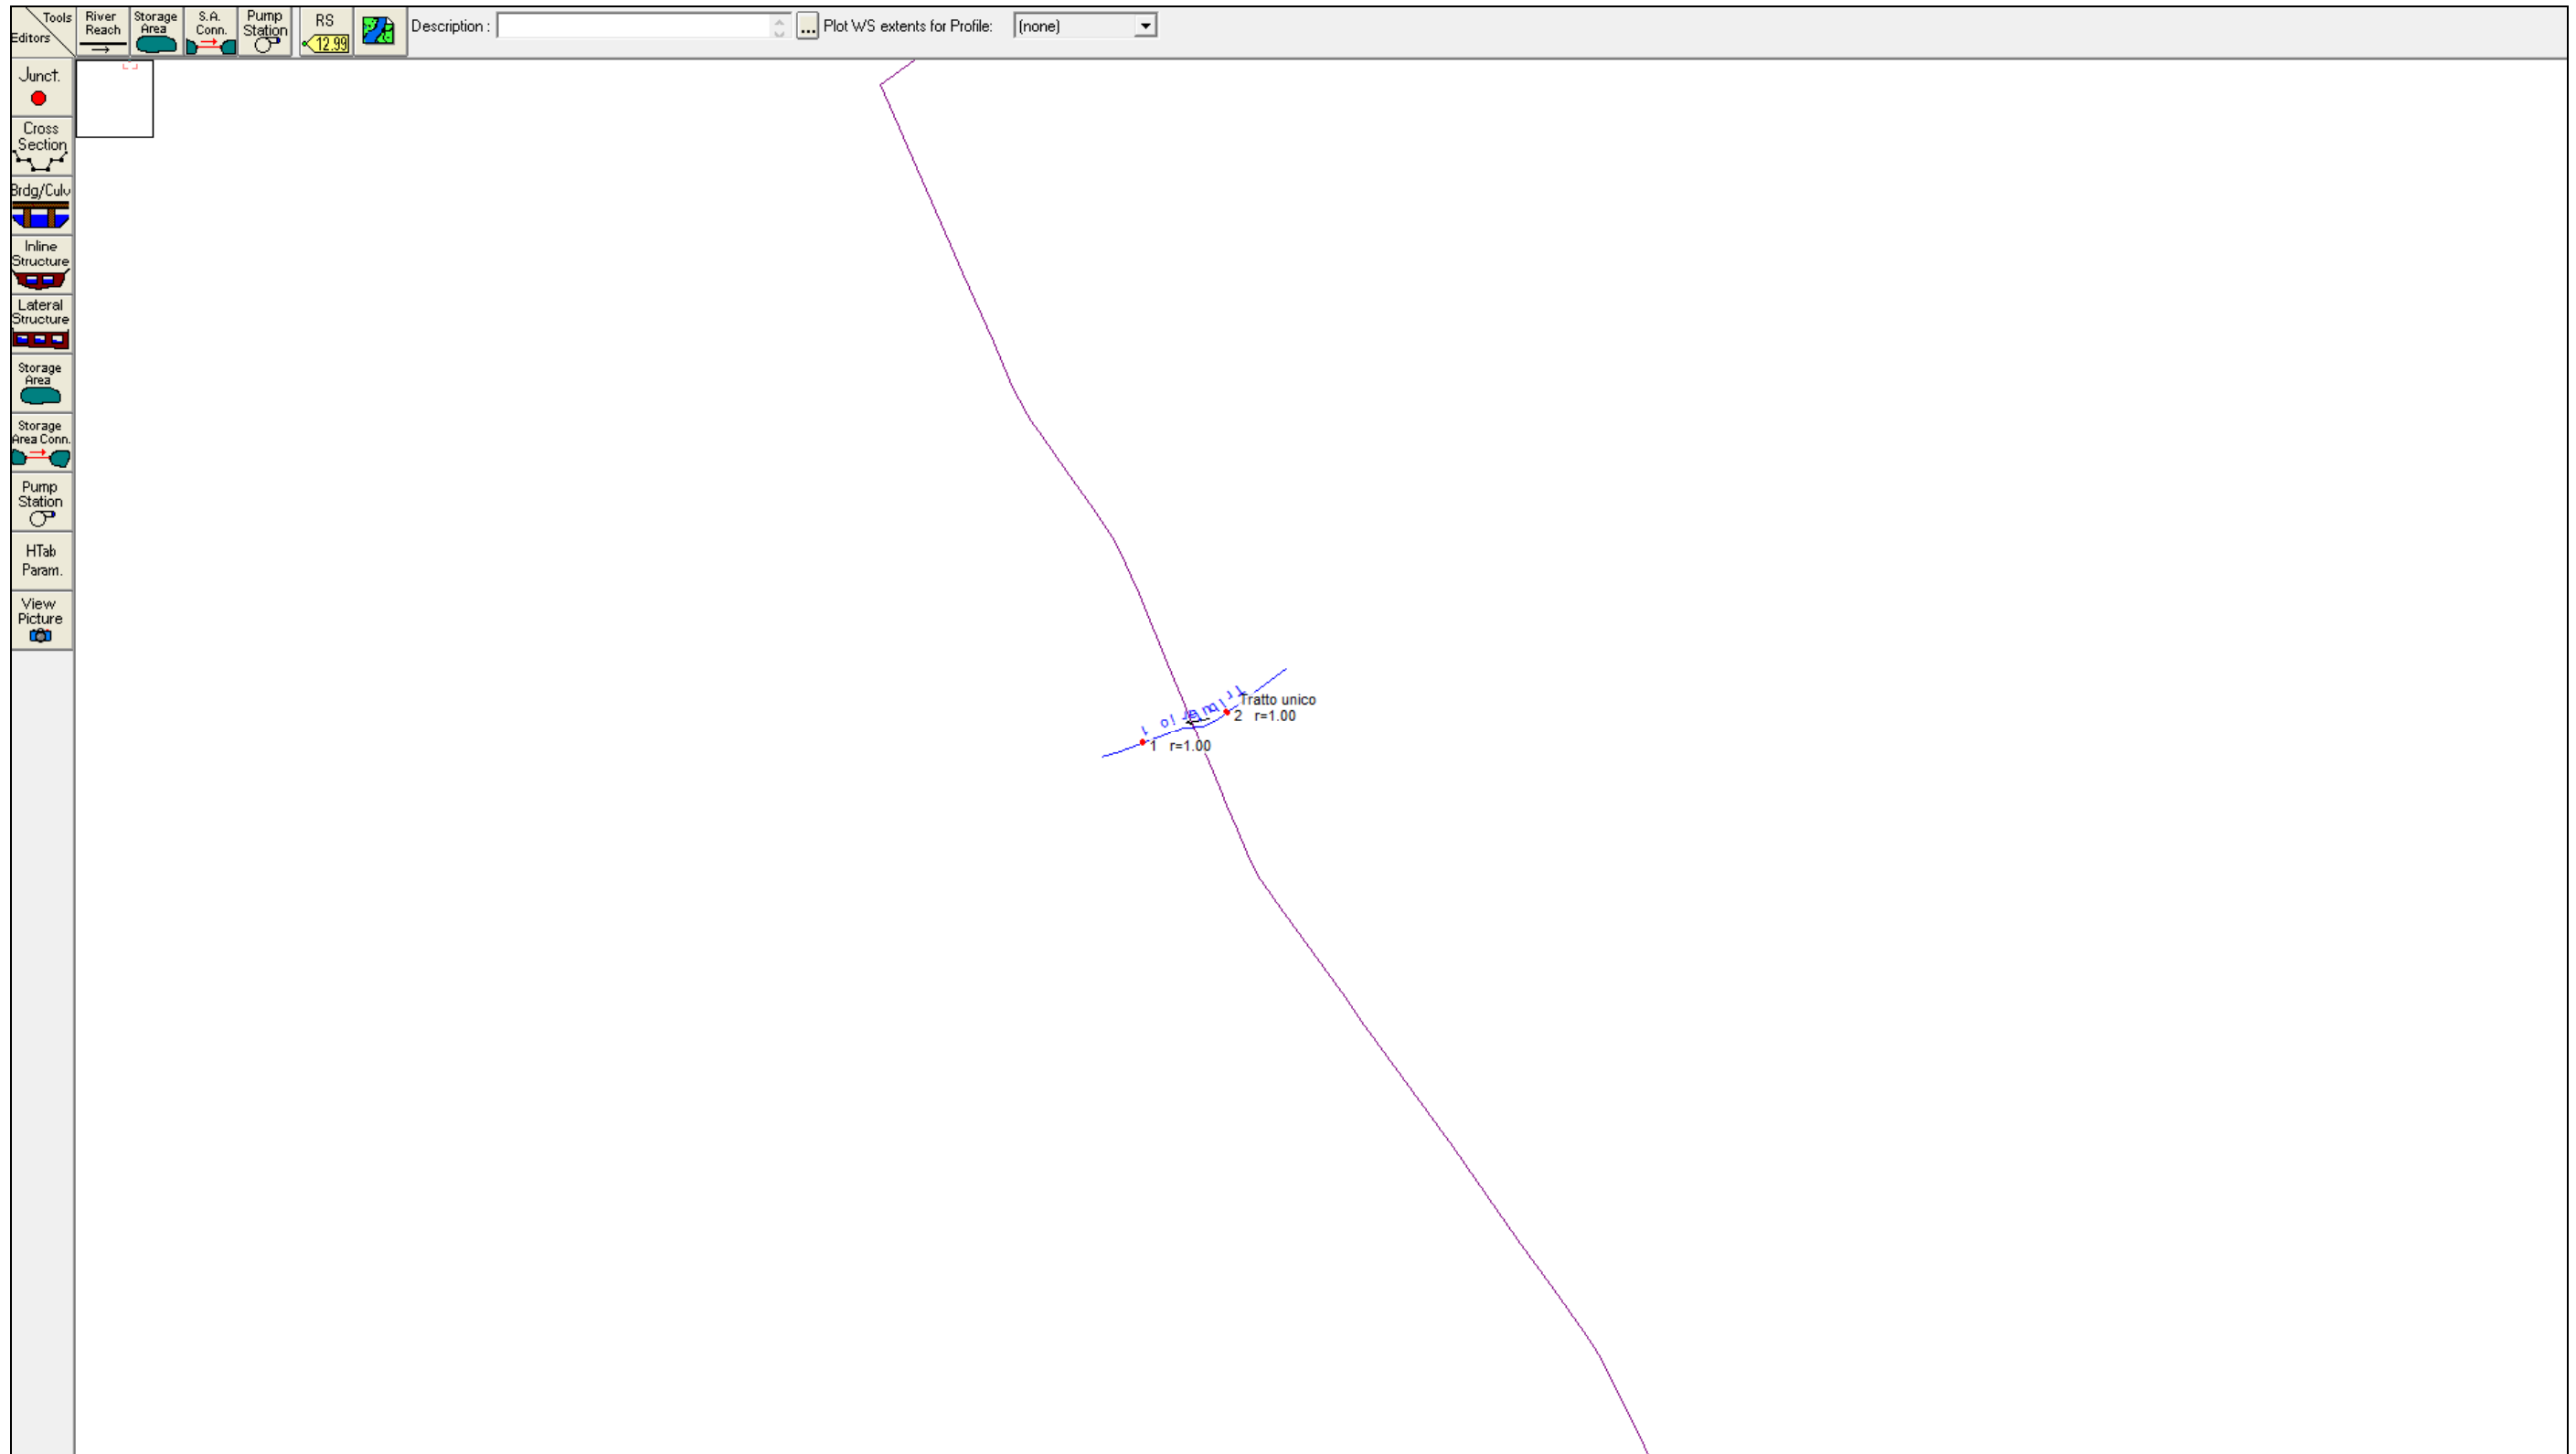 Tools
Editors
River
Reach
Storage
Area
S.A.
Conn.
Pump
Station
RS
12.99
Description :
...
Plot WS extents for Profile:
(none)
Junct.
Cross
Section
Brdg/Culv
Inline
Structure
Lateral
Structure
Storage
Area
Storage
Area Conn.
Pump
Station
HTab
Param.
View
Picture
Tratto unico
2 r=1.00
1 r=1.00